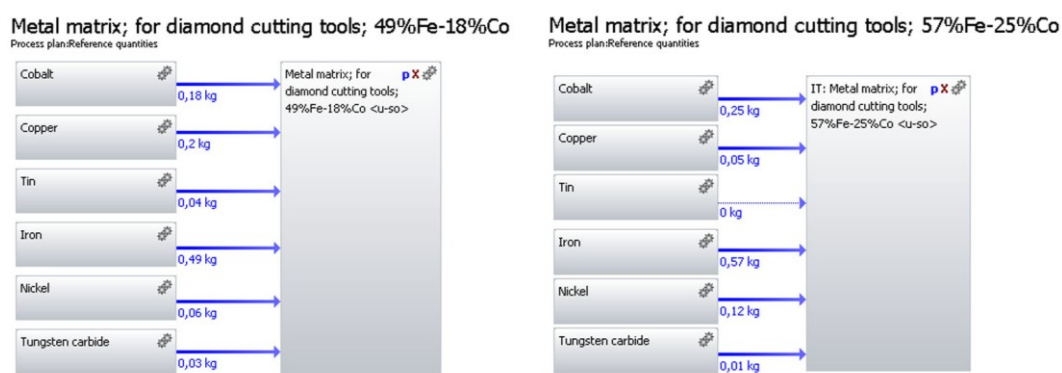 Metal matrix; for diamond cutting tools; 49%Fe-18%Co
Process plan:Reference quantities
Cobalt
0,18 kg
Copper
0,2 kg
Tin
0,04 kg
Iron
0,49 kg
Nickel
0,06 kg
Tungsten carbide
0,03 kg
Metal matrix; for pX
diamond cutting tools;
49%Fe-18%Co <u-so>
Metal matrix; for diamond cutting tools; 57%Fe-25%Co
Process plan:Reference quantities
Cobalt
0,25 kg
Copper
0,05 kg
Tin
0 kg
Iron
0,57 kg
Nickel
0,12 kg
Tungsten carbide
0,01 kg
IT: Metal matrix; for pX
diamond cutting tools;
57%Fe-25%Co <u-so>